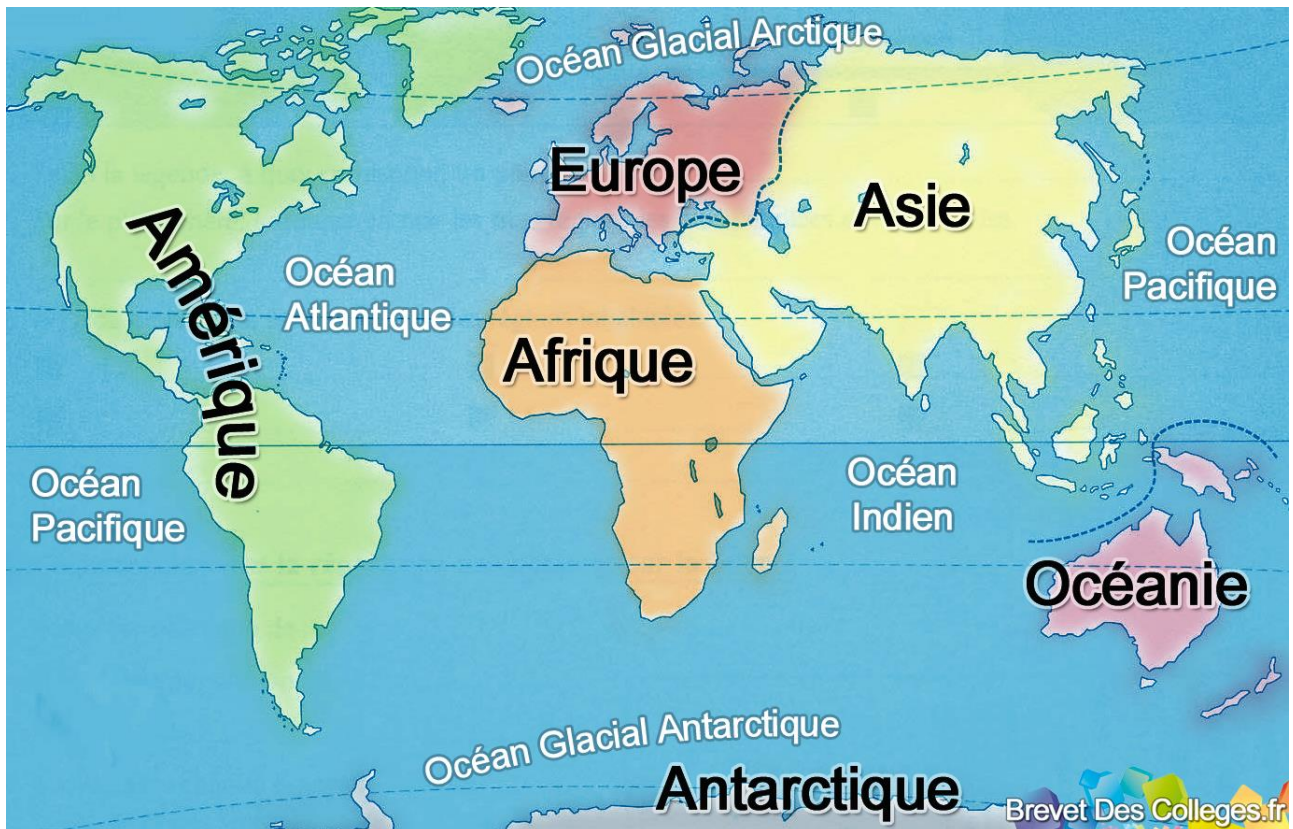 Océan Glacial Arctique
Europe
Asie
Amérique
Océan
Atlantique
Océan
Pacifique
Afrique
Océan
Pacifique
Océan
Indien
Océanie
Océan Glacial Antarctique
Antarctique
Brevet Des Colleges.fr